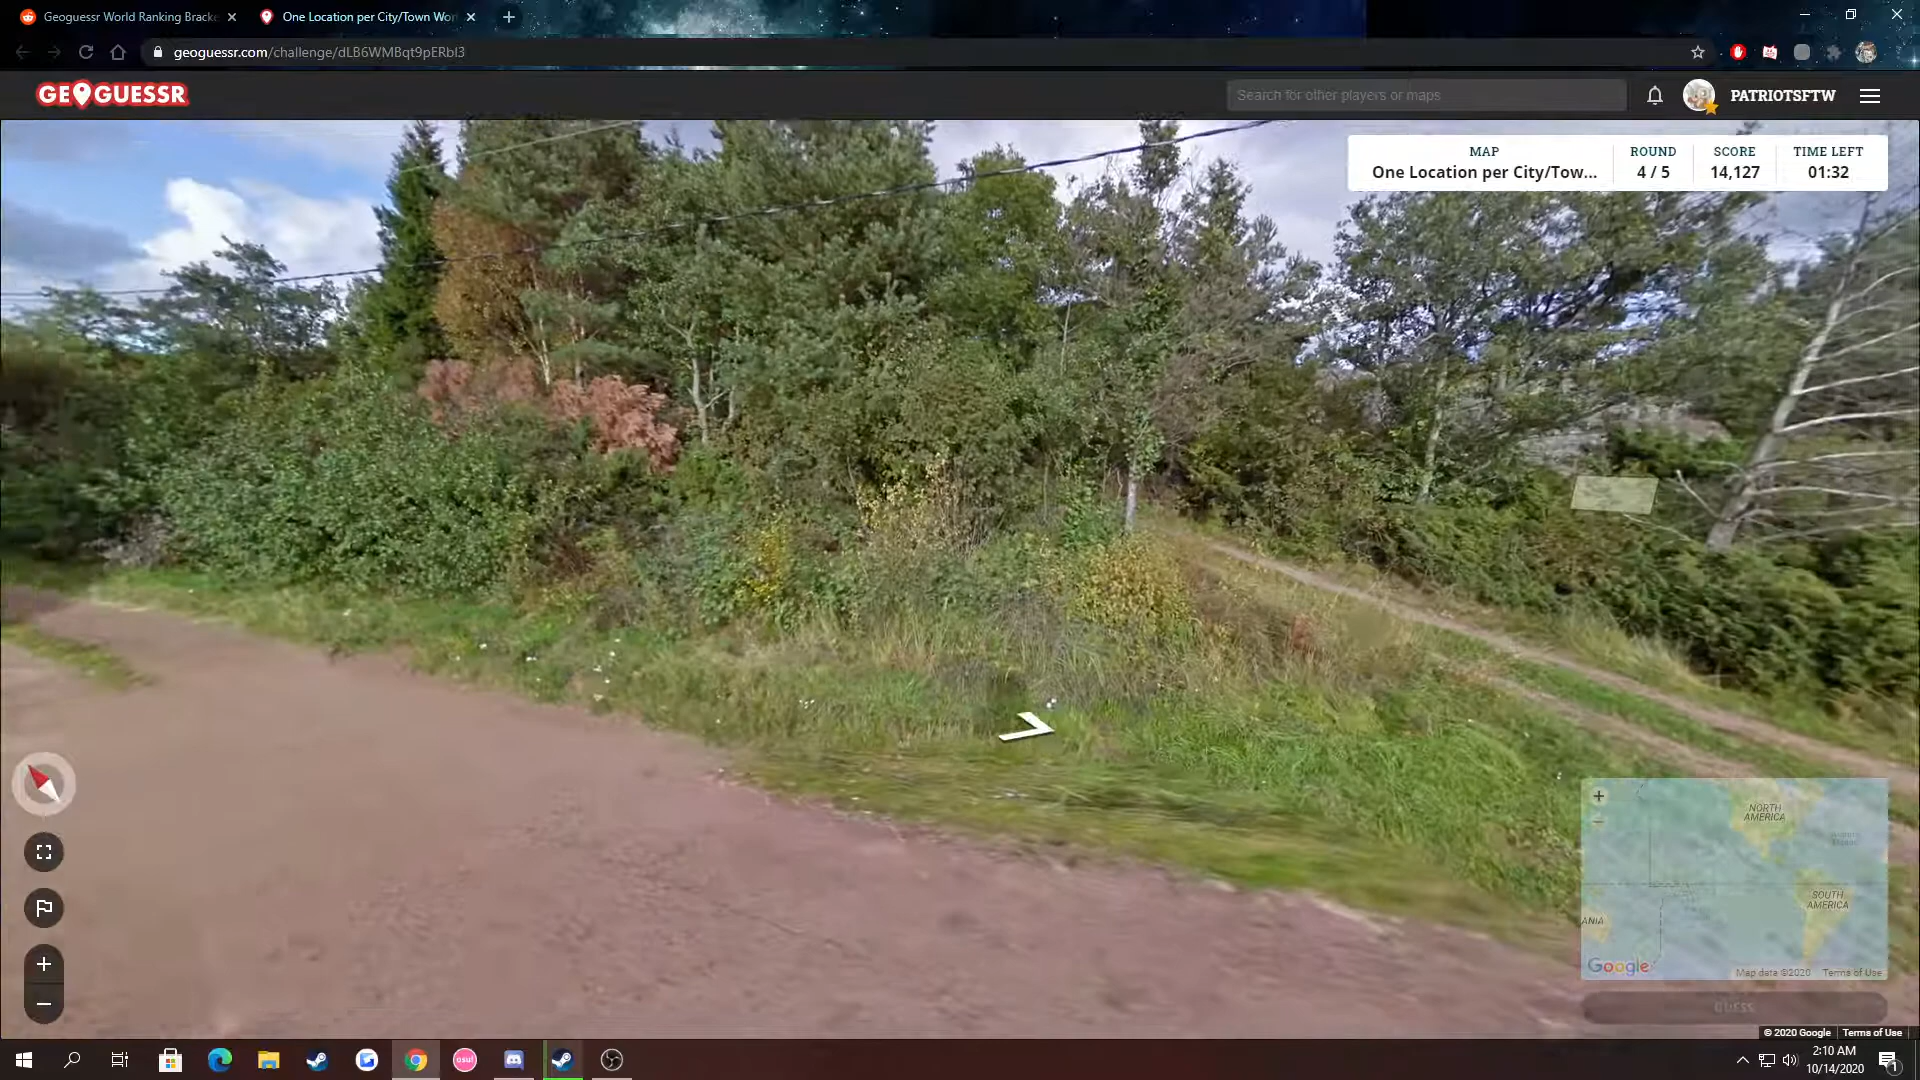 Geoguessr World Ranking Bracke
One Location per City/Town Wor
geoguessr.com/challenge/dLB6WMBqt9pERbI3
GEOGUESSR
Search for other players or maps
PATRIOTSFTW
MAP
One Location per City/Tow...
ROUND
4 / 5
SCORE
14,127
TIME LEFT
01:32
NORTH
AMERICA
SOUTH
AMERICA
ANIA
Google
Map data ©2020
Terms of Use
GUESS
© 2020 Google
Terms of Use
osu!
2:10 AM
10/14/2020
1